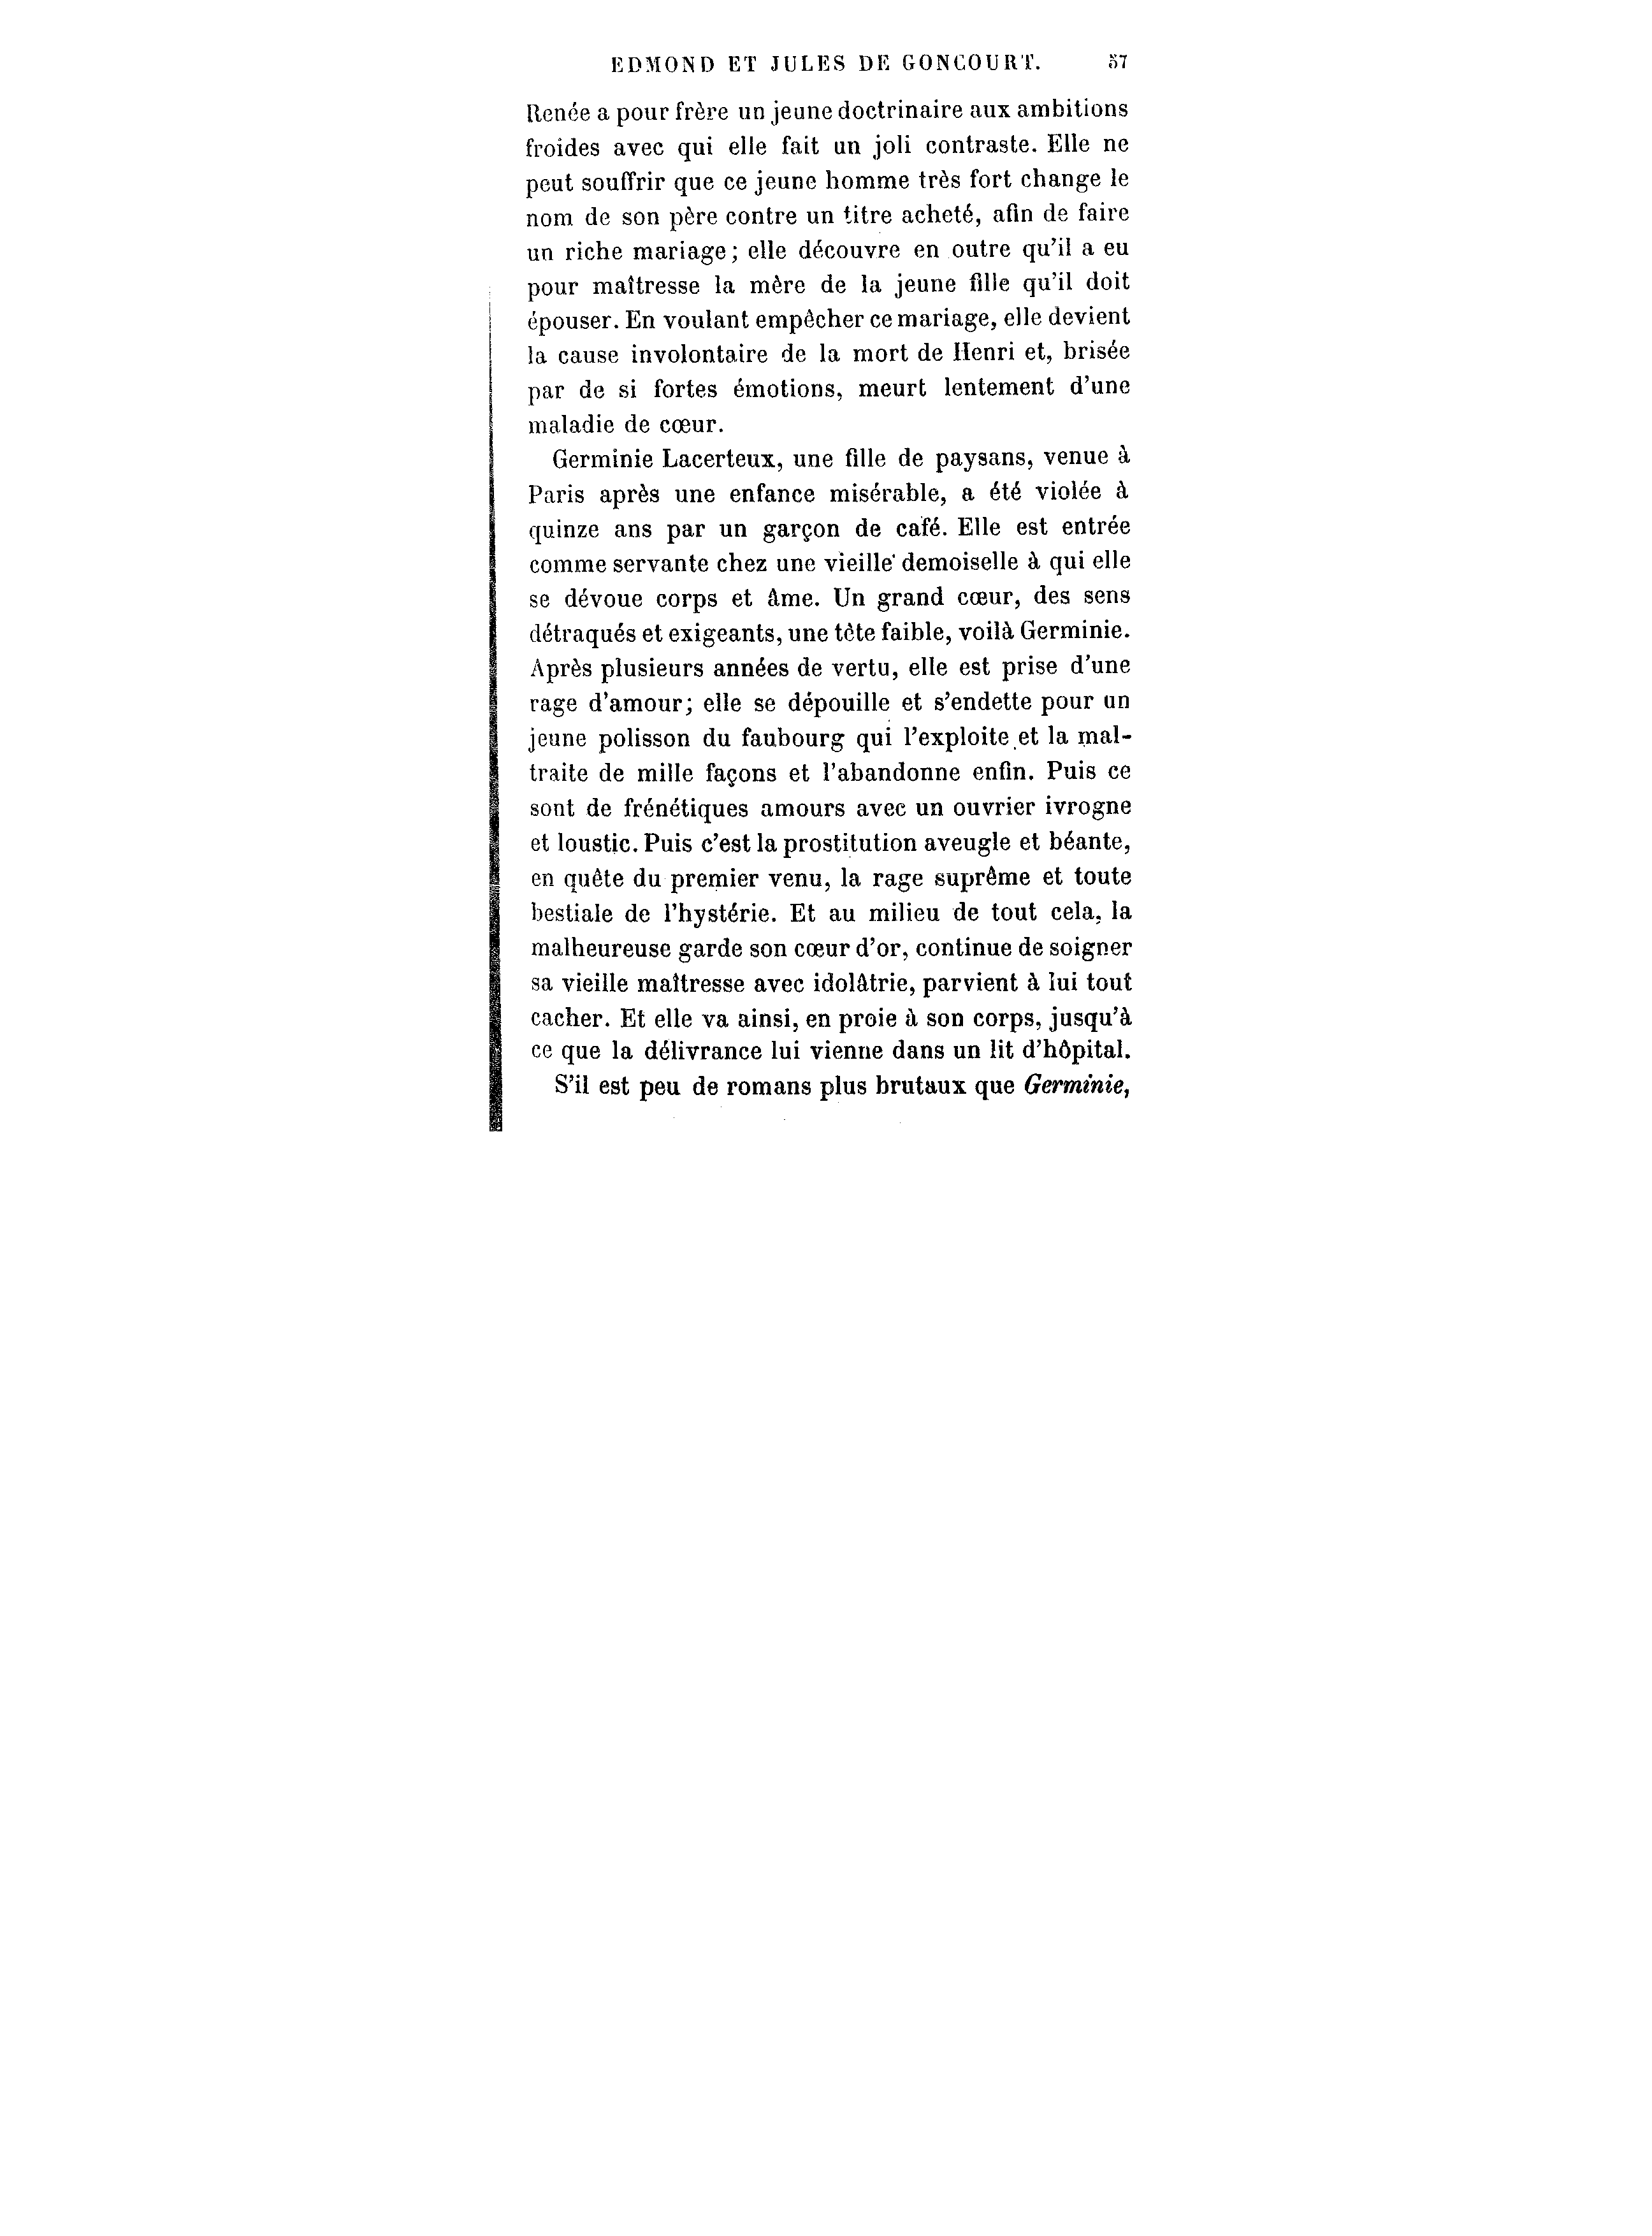 EDMOND ET JULES DE GONCOURT. 57
Renée a pour frère un jeune doctrinaire aux ambitions
froides avec qui elle fait un joli contraste. Elle ne
peut souffrir que ce jeune homme très fort change le
nom de son père contre un titre acheté, afin de faire
un riche mariage; elle découvre en outre qu'il a eu
pour maîtresse la mère de la jeune fille qu'il doit
épouser. En voulant empêcher ce mariage, elle devient
la cause involontaire de la mort de Henri et, brisée
par de si fortes émotions, meurt lentement d'une
maladie de cœur.
Germinie Lacerteux, une fille de paysans, venue à
Paris après une enfance misérable, a été violée à
quinze ans par un garçon de café. Elle est entrée
comme servante chez une vieille demoiselle à qui elle
se dévoue corps et âme. Un grand cœur, des sens
détraqués et exigeants, une tête faible, voilà Germinie.
Après plusieurs années de vertu, elle est prise d'une
rage d'amour; elle se dépouille et s'endette pour un
jeune polisson du faubourg qui l'exploite et la mal-
traite de mille façons et l'abandonne enfin. Puis ce
sont de frénétiques amours avec un ouvrier ivrogne
et loustic. Puis c'est la prostitution aveugle et béante,
en quête du premier venu, la rage suprême et toute
bestiale de l'hystérie. Et au milieu de tout cela, la
malheureuse garde son cœur d'or, continue de soigner
sa vieille maîtresse avec idolâtrie, parvient à lui tout
cacher. Et elle va ainsi, en proie à son corps, jusqu'à
ce que la délivrance lui vienne dans un lit d'hôpital.
S'il est peu de romans plus brutaux que Germinie,